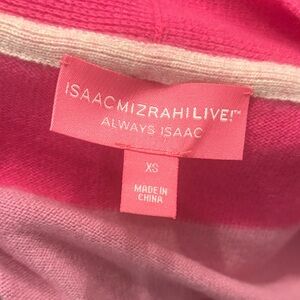 ISAACMIZRAHILIVE!™
ALWAYS ISAAC
XS
MADE IN
CHINA